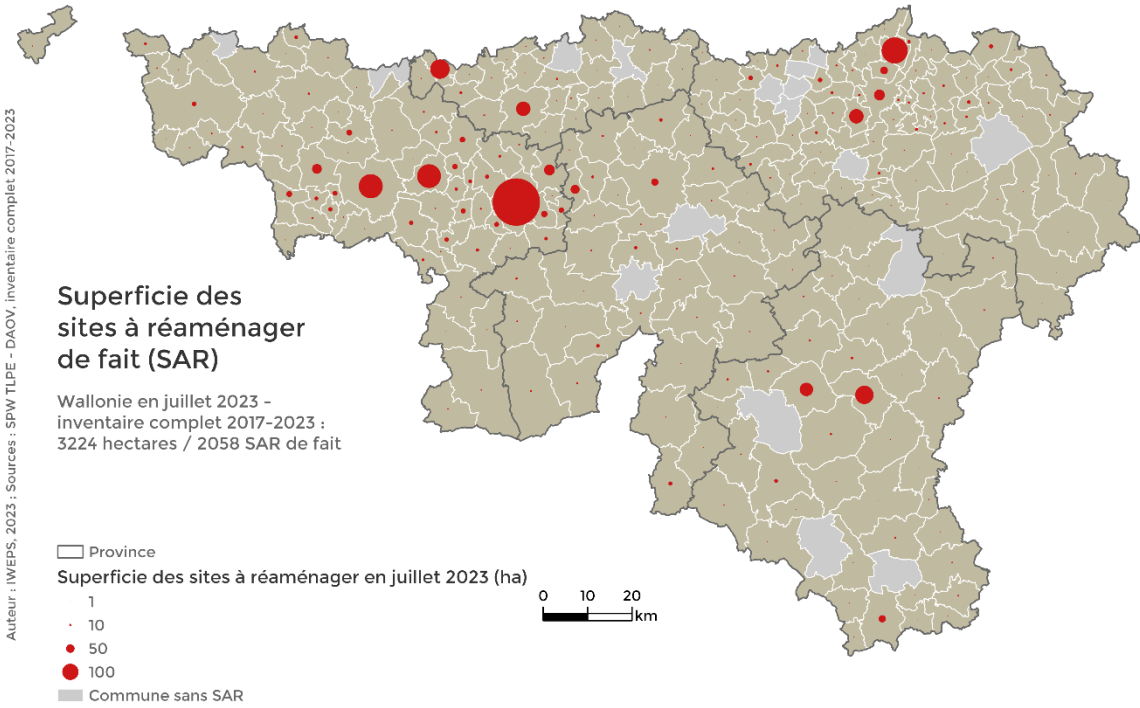 Superficie des
sites à réaménager
de fait (SAR)
Wallonie en juillet 2023 –
inventaire complet 2017-2023 :
3224 hectares / 2058 SAR de fait
Province
Superficie des sites à réaménager en juillet 2023 (ha)
1
10
50
100
Commune sans SAR
0 10 20
km
Auteur : IWEPS, 2023 ; Sources : SPW TLPE - DAOV, inventaire complet 2017-2023